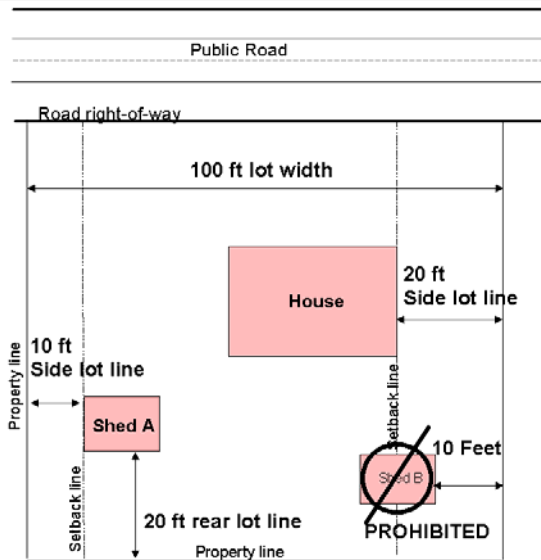 Public Road
Road right-of-way
100 ft lot width
House
20 ft
Side lot line
10 ft
Side lot line
Property line
Setback line
Shed A
10 Feet
Shed B
Setback line
20 ft rear lot line
PROHIBITED
Property line